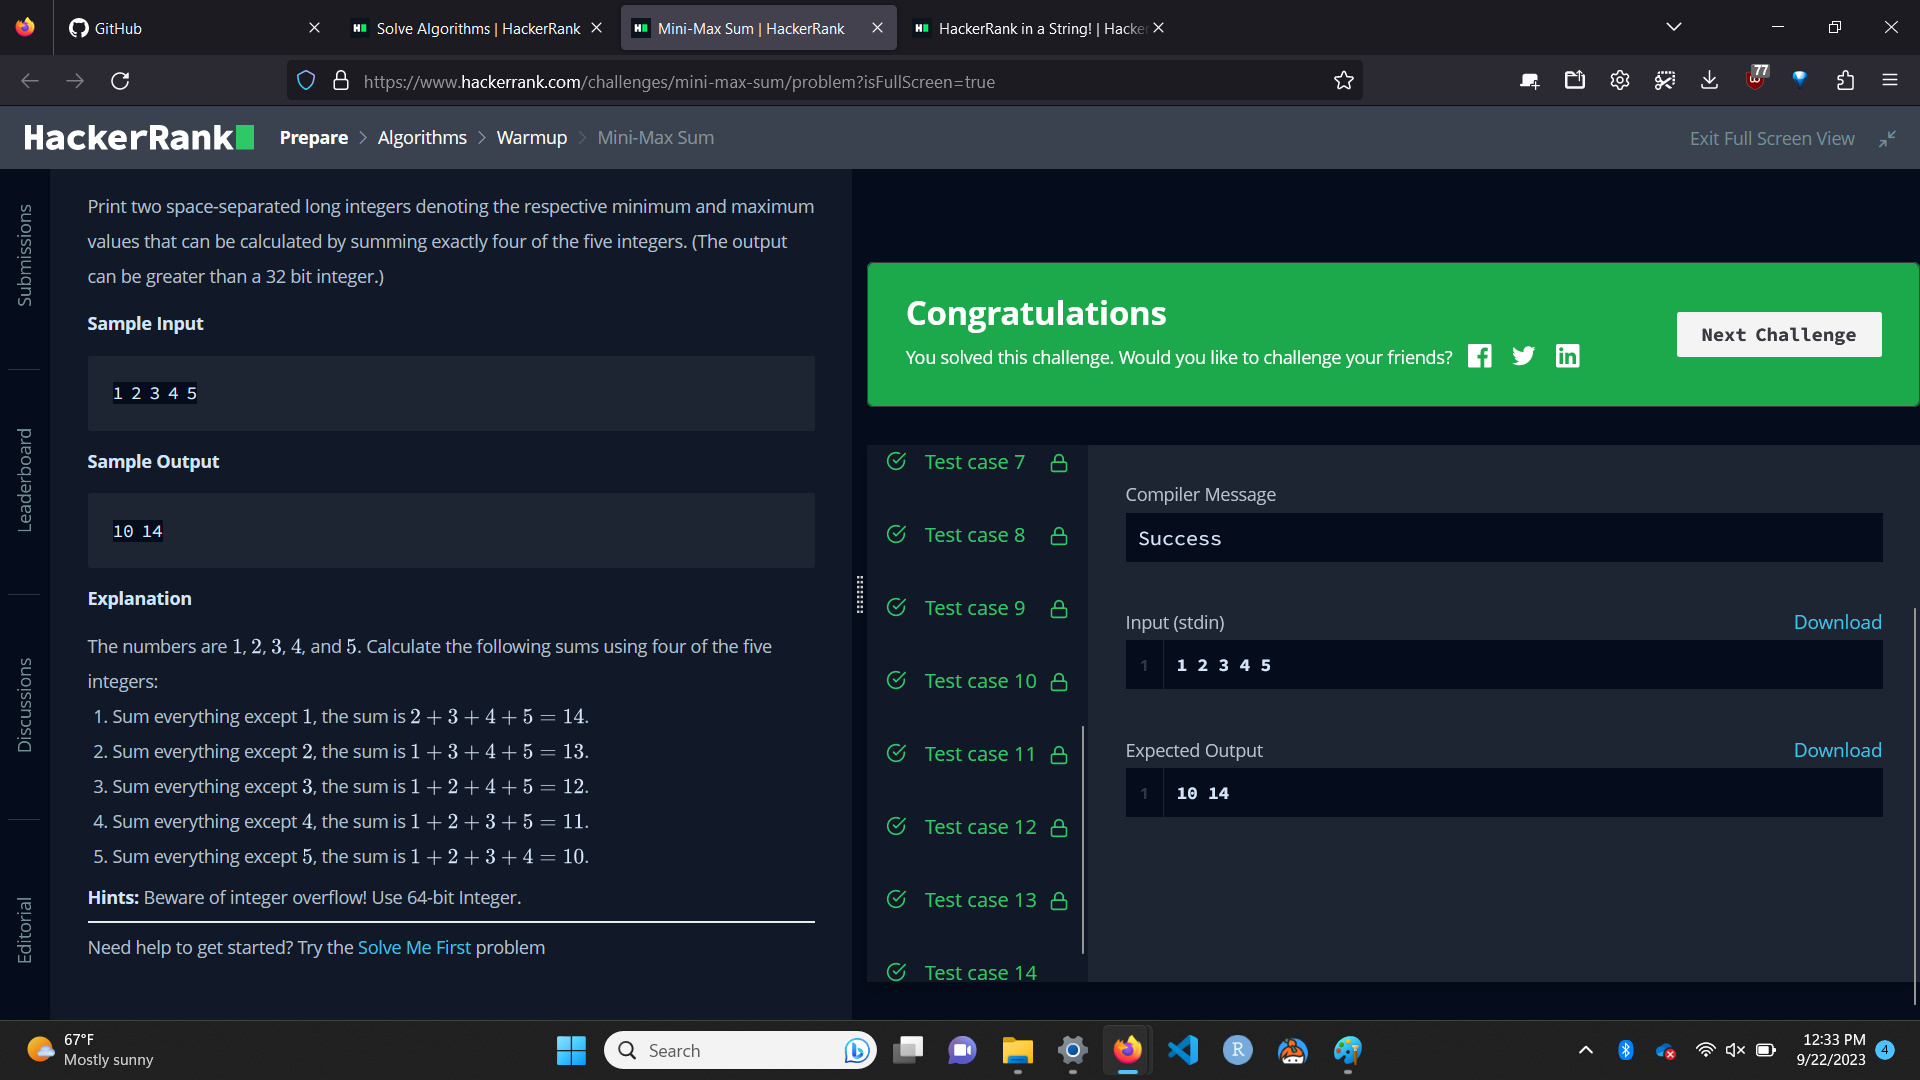 GitHub
Solve Algorithms | HackerRank
Mini-Max Sum | HackerRank
HackerRank in a String! | Hacke
https://www.hackerrank.com/challenges/mini-max-sum/problem?isFullScreen=true
77
HackerRank
Prepare > Algorithms > Warmup > Mini-Max Sum
Exit Full Screen View
Submissions
Leaderboard
Discussions
Editorial
Print two space-separated long integers denoting the respective minimum and maximum
values that can be calculated by summing exactly four of the five integers. (The output
can be greater than a 32 bit integer.)
Sample Input
1 2 3 4 5
Sample Output
10 14
Explanation
The numbers are 1, 2, 3, 4, and 5. Calculate the following sums using four of the five
integers:
1. Sum everything except 1, the sum is 2 + 3 + 4 + 5 = 14.
2. Sum everything except 2, the sum is 1 + 3 + 4 + 5 = 13.
3. Sum everything except 3, the sum is 1 + 2 + 4 + 5 = 12.
4. Sum everything except 4, the sum is 1 + 2 + 3 + 5 = 11.
5. Sum everything except 5, the sum is 1 + 2 + 3 + 4 = 10.
Hints: Beware of integer overflow! Use 64-bit Integer.
Need help to get started? Try the Solve Me First problem
Congratulations
You solved this challenge. Would you like to challenge your friends?
Next Challenge
Test case 7
Test case 8
Test case 9
Test case 10
Test case 11
Test case 12
Test case 13
Test case 14
Compiler Message
Success
Input (stdin)
Download
1 1 2 3 4 5
Expected Output
Download
1 10 14
67°F
Mostly sunny
Search
R
12:33 PM
9/22/2023
4